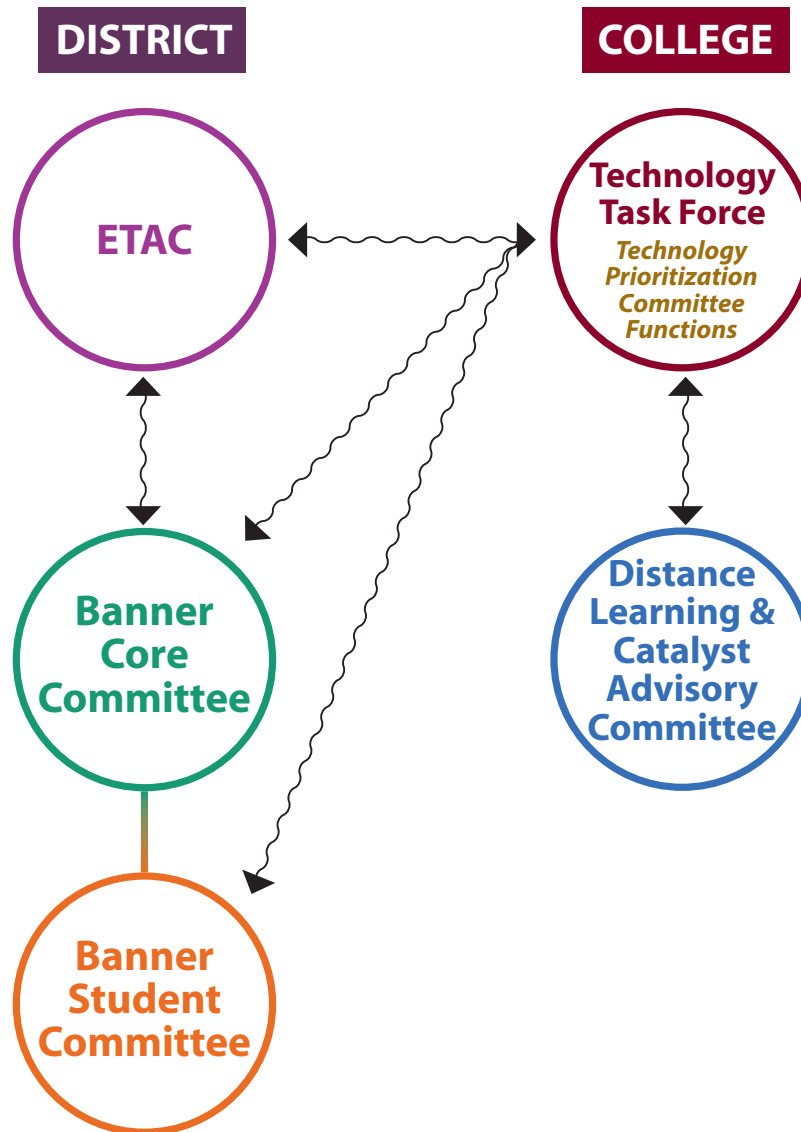 DISTRICT
COLLEGE
ETAC
Technology
Task Force
Technology
Prioritization
Committee
Functions
Banner
Core
Committee
Distance
Learning &
Catalyst
Advisory
Committee
Banner
Student
Committee